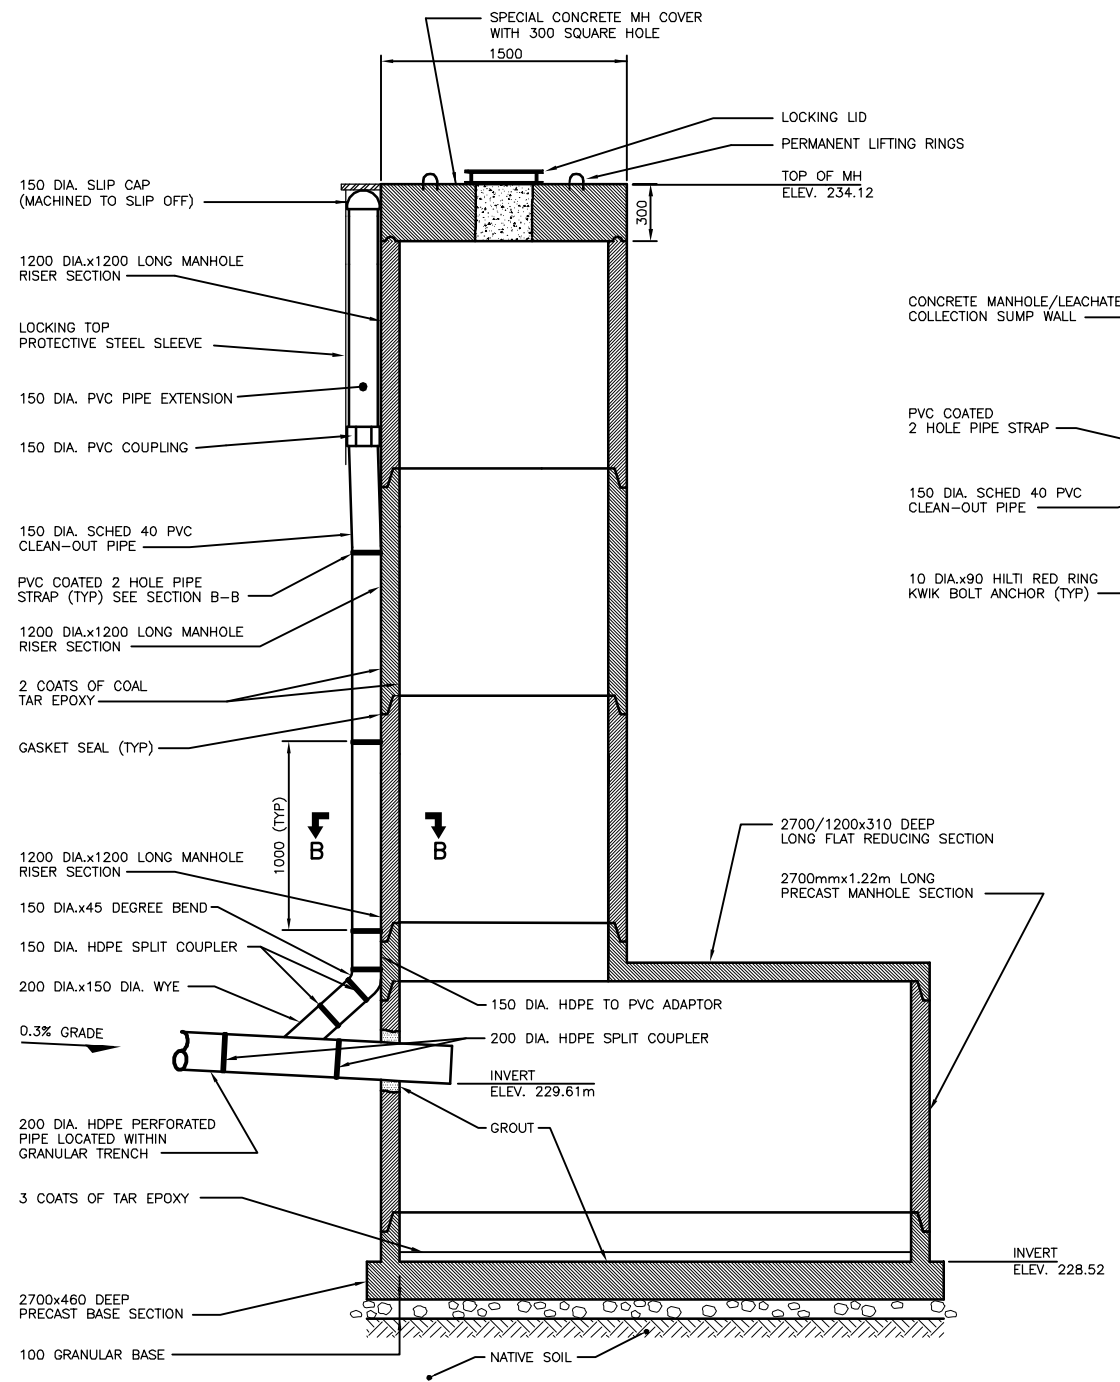 SPECIAL CONCRETE MH COVER
WITH 300 SQUARE HOLE
1500
LOCKING LID
PERMANENT LIFTING RINGS
TOP OF MH
ELEV. 234.12
300
150 DIA. SLIP CAP
(MACHINED TO SLIP OFF)
1200 DIA.x1200 LONG MANHOLE
RISER SECTION
LOCKING TOP
PROTECTIVE STEEL SLEEVE
150 DIA. PVC PIPE EXTENSION
150 DIA. PVC COUPLING
150 DIA. SCHED 40 PVC
CLEAN-OUT PIPE
PVC COATED 2 HOLE PIPE
STRAP (TYP) SEE SECTION B-B
1200 DIA.x1200 LONG MANHOLE
RISER SECTION
2 COATS OF COAL
TAR EPOXY
GASKET SEAL (TYP)
1000 (TYP)
B
B
1200 DIA.x1200 LONG MANHOLE
RISER SECTION
150 DIA.x45 DEGREE BEND
150 DIA. HDPE SPLIT COUPLER
200 DIA.x150 DIA. WYE
0.3% GRADE
200 DIA. HDPE PERFORATED
PIPE LOCATED WITHIN
GRANULAR TRENCH
3 COATS OF TAR EPOXY
2700x460 DEEP
PRECAST BASE SECTION
100 GRANULAR BASE
150 DIA. HDPE TO PVC ADAPTOR
200 DIA. HDPE SPLIT COUPLER
INVERT
ELEV. 229.61m
GROUT
NATIVE SOIL
2700/1200x310 DEEP
LONG FLAT REDUCING SECTION
2700mmx1.22m LONG
PRECAST MANHOLE SECTION
INVERT
ELEV. 228.52
CONCRETE MANHOLE/LEACHATE
COLLECTION SUMP WALL
PVC COATED
2 HOLE PIPE STRAP
150 DIA. SCHED 40 PVC
CLEAN-OUT PIPE
10 DIA.x90 HILTI RED RING
KWIK BOLT ANCHOR (TYP)